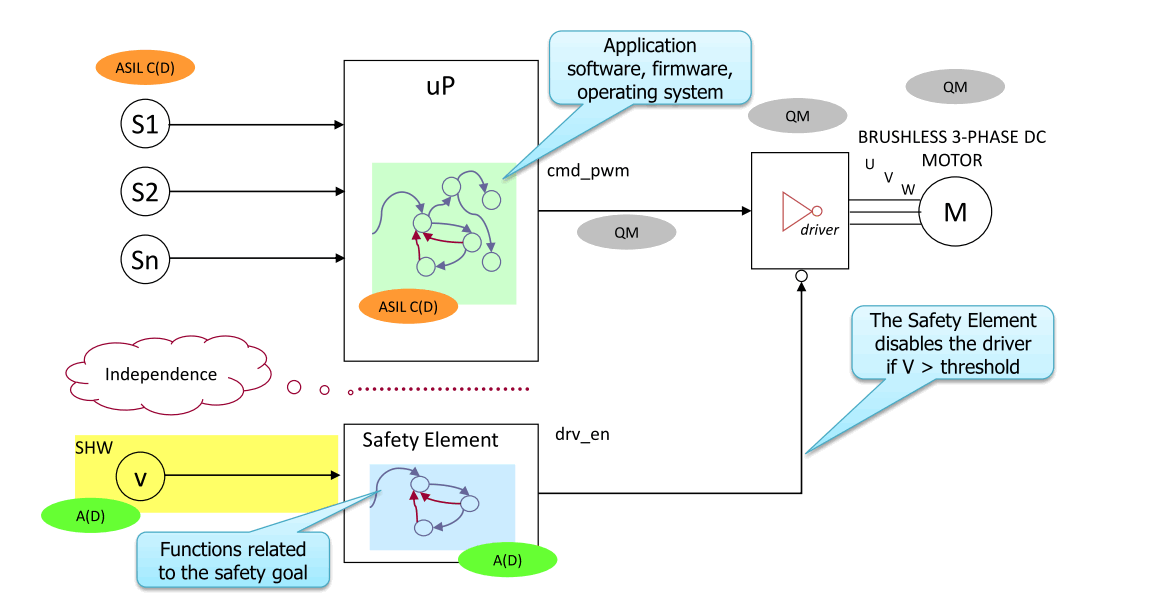 ASIL C(D)
S1
S2
Sn
uP
Application
software, firmware,
operating system
ASIL C(D)
cmd_pwm
QM
QM
QM
BRUSHLESS 3-PHASE DC
MOTOR
U
V
W
M
driver
The Safety Element
disables the driver
if V > threshold
Independence
SHW
v
A(D)
Safety Element
drv_en
A(D)
Functions related
to the safety goal